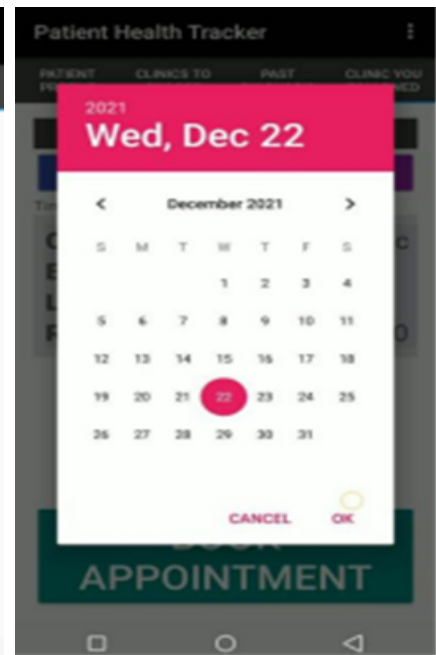 Patient Health Tracker
PATIENT CLINICS TO PAST CLINIC YOU
2021
Wed, Dec 22
December 2021
S M T W T F S
1 2 3 4
5 6 7 8 9 10 11
12 13 14 15 16 17 18
19 20 21 22 23 24 25
26 27 28 29 30 31
CANCEL OK
BOOK
APPOINTMENT